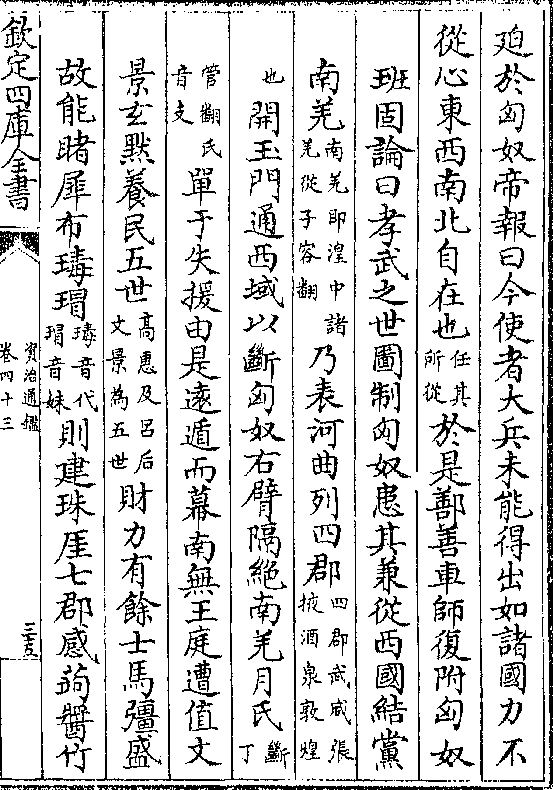 廹於匈奴帝報曰今使者大兵未能得出如諸國力不
從心東西南北自在也任其所從於是鄯善車師復附匈奴
班固論曰孝武之世圖制匈奴患其兼從西國結黨
南羌南羌即湟中諸羌從子容翻乃表河曲列四郡四郡武威張掖酒泉敦煌
也開玉門通西域以斷匈奴右臂隔絶南羌月氏斷丁
管翻氏音支單于失援由是遠遁而幕南無王庭遭值文
景玄黙養民五世高惠及呂后文景為五世財力有餘士馬彊盛
故能睹犀布瑇瑁瑇音代瑁音妹則建珠厓七郡感蒟醬竹
欽定四庫全書
資治通鑑
卷四十三
三五